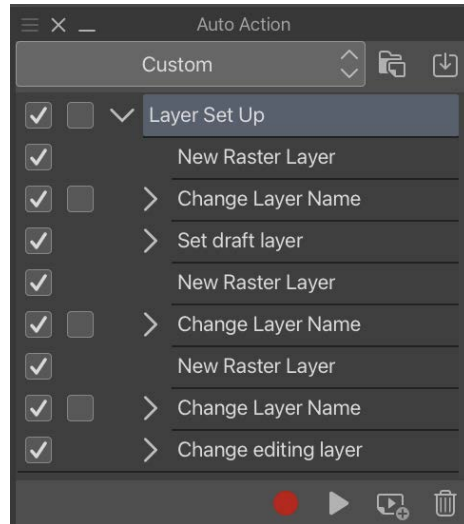 Auto Action
Custom
Layer Set Up
New Raster Layer
Change Layer Name
Set draft layer
New Raster Layer
Change Layer Name
New Raster Layer
Change Layer Name
Change editing layer